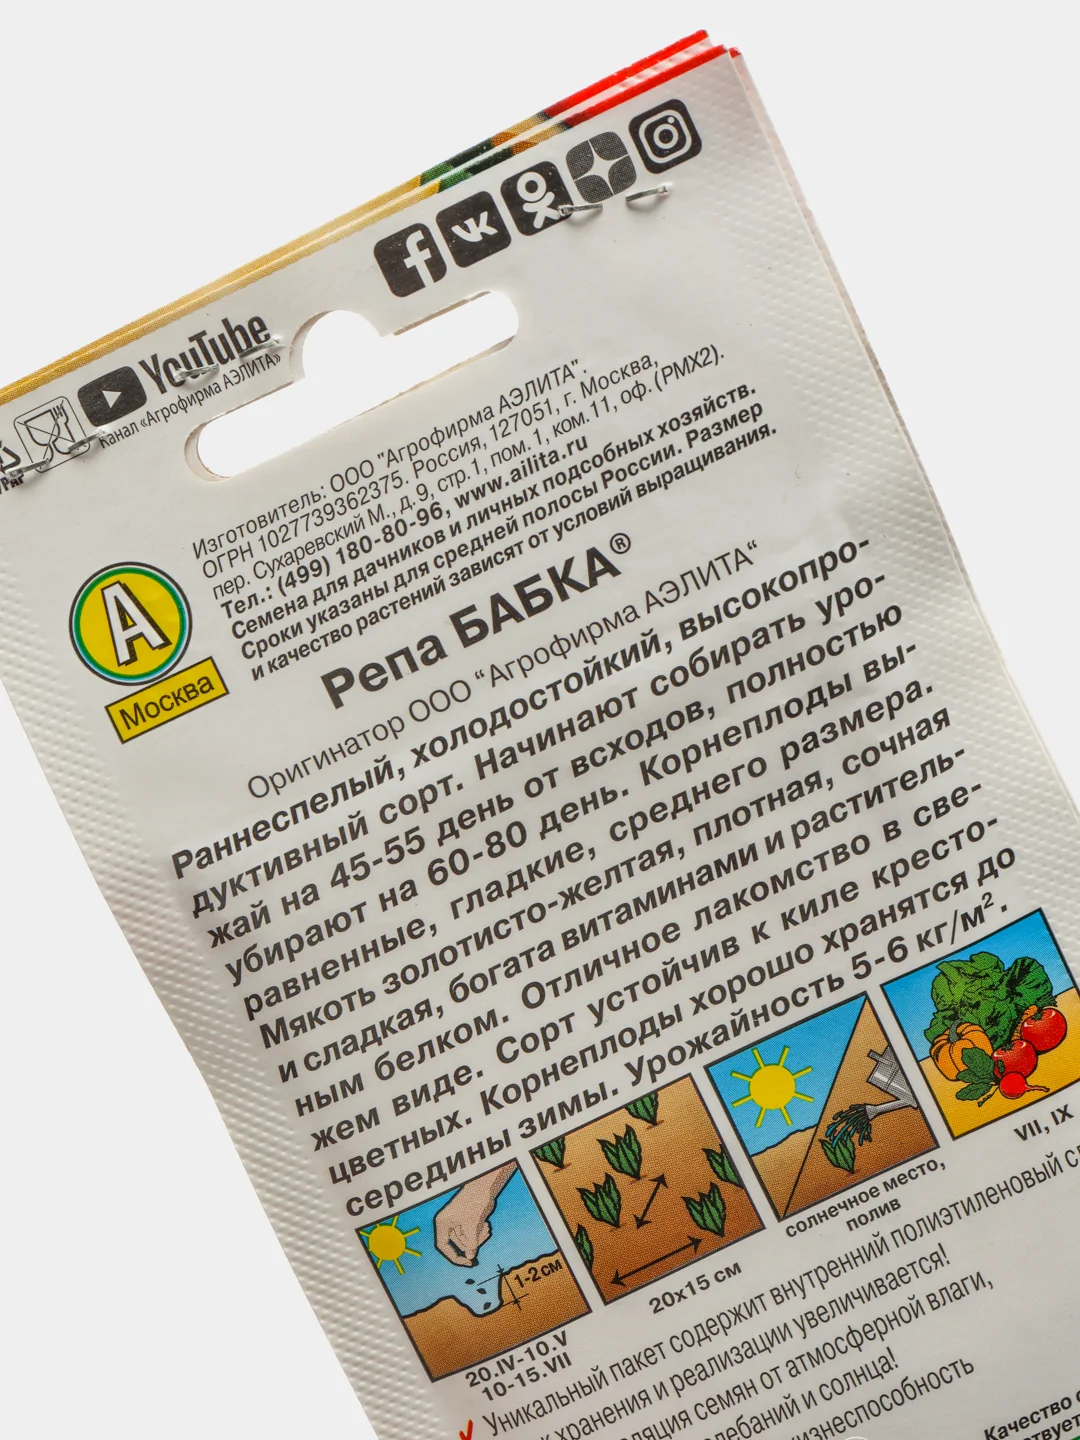 YouTube
Канал «Агрофирма АЭЛИТА»
Изготовитель: ООО "Агрофирма АЭЛИТА".
ОГРН 1027739362375. Россия, 127051, г. Москва,
пер. Сухаревский М., д. 9, стр.1, пом. 1, ком.11, оф.(РМХ2).
Тел.: (499) 180-80-96, www.ailita.ru
Семена для дачников и личных подсобных хозяйств.
Сроки указаны для средней полосы России. Размер
и качество растений зависят от условий выращивания.
А
Москва
Репа БАБКА®
Оригинатор ООО “Агрофирма АЭЛИТА“
Раннеспелый, холодостойкий, высокопро-
дуктивный сорт. Начинают собирать уро-
жай на 45-55 день от всходов, полностью
убирают на 60-80 день. Корнеплоды вы-
равненные, гладкие, среднего размера.
Мякоть золотисто-желтая, плотная, сочная
и сладкая, богата витаминами и раститель-
ным белком. Отличное лакомство в све-
жем виде. Сорт устойчив к киле кресто-
цветных. Корнеплоды хорошо хранятся до
середины зимы. Урожайность 5-6 кг/м².
1-2см
20.IV-10.V
10-15.VII
20х15 см
солнечное место,
полив
VII, IX
Уникальный пакет содержит внутренний полиэтиленовый
хранения и реализации увеличивается!
семян от атмосферной влаги,
и солнца!
Качество